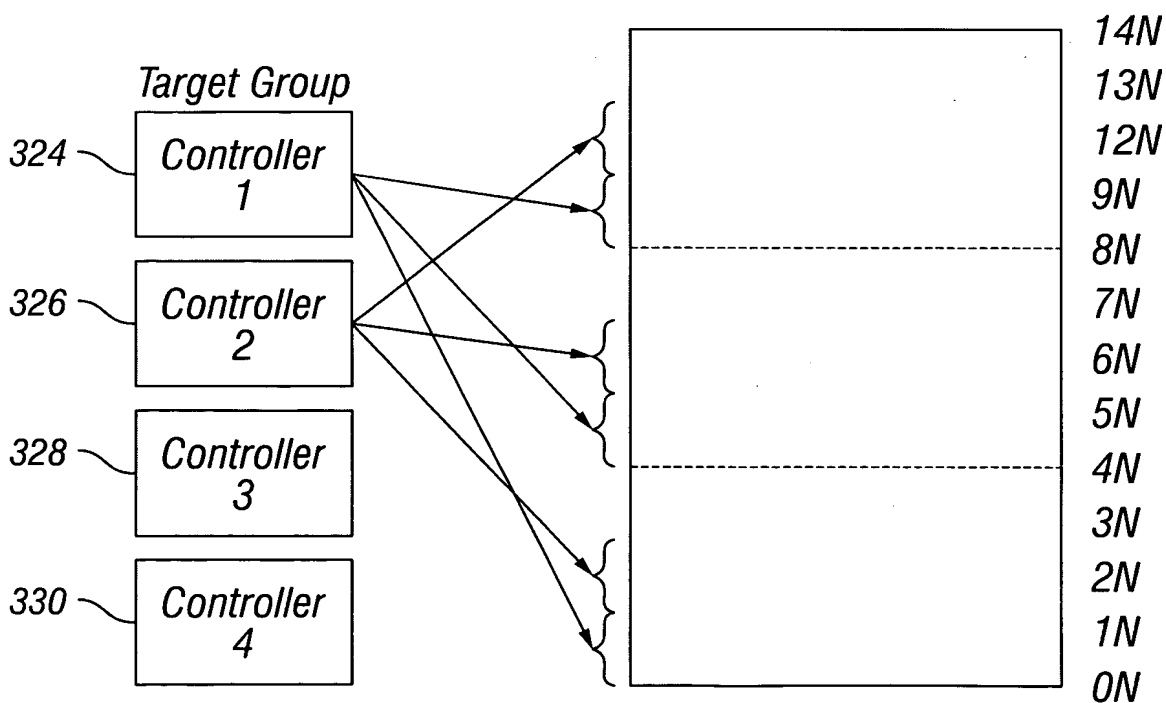 Target Group
324
Controller
1
326
Controller
2
328
Controller
3
330
Controller
4
14N
13N
12N
9N
8N
7N
6N
5N
4N
3N
2N
1N
0N